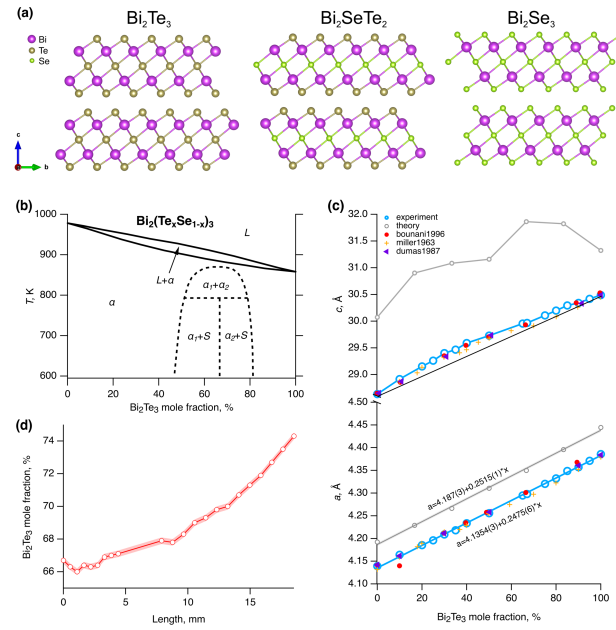 (a)
Bi2Te3
Bi2SeTe2
Bi2Se3
Bi
Te
Se
c
b
(b)
Bi2(TexSe1-x)3
1000
900
800
700
600
T, K
L
L+α
α
α1+α2
α1+S
α2+S
0
20
40
60
80
100
Bi2Te3 mole fraction, %
(c)
experiment
theory
bounani1996
miller1963
dumas1987
32.0
31.5
31.0
30.5
30.0
29.5
29.0
c, Å
4.50
4.45
4.40
4.35
4.30
4.25
4.20
4.15
4.10
a, Å
a=4.187(3)+0.2515(1)*x
a=4.1354(3)+0.2475(6)*x
0
20
40
60
80
100
Bi2Te3 mole fraction, %
(d)
74
72
70
68
66
Bi2Te3 mole fraction, %
0
5
10
15
Length, mm